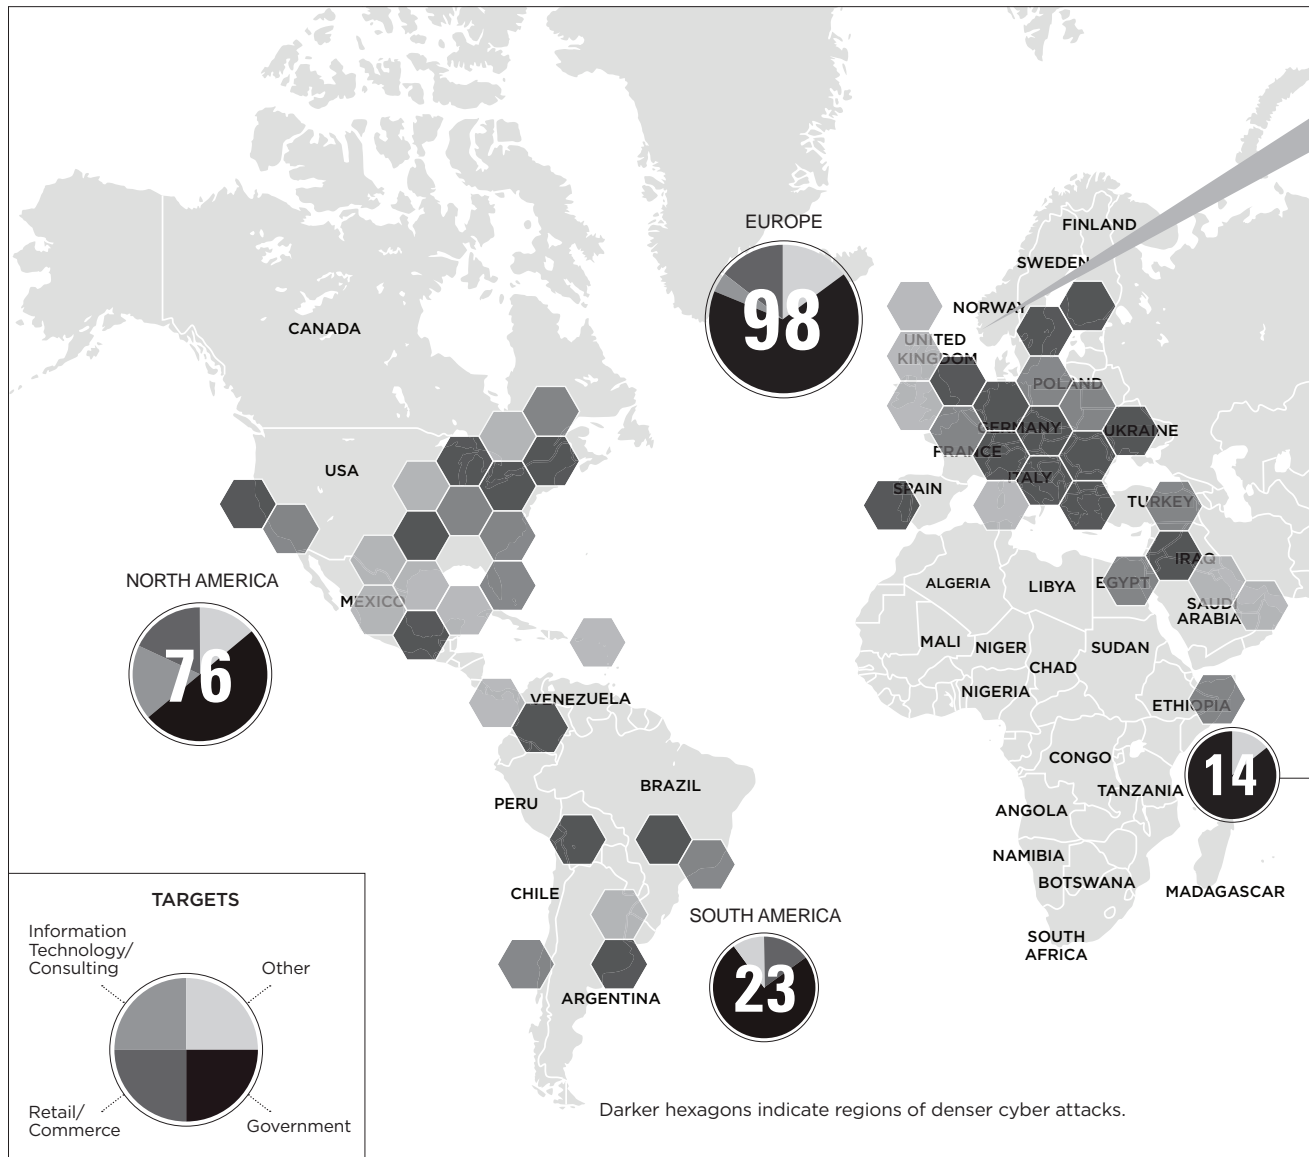 EUROPE
98
FINLAND
SWEDEN
NORWAY
CANADA
UNITED
KINGDOM
POLAND
GERMANY
UKRAINE
FRANCE
USA
ITALY
SPAIN
TURKEY
IRAQ
NORTH AMERICA
76
MEXICO
ALGERIA
LIBYA
EGYPT
SAUDI
ARABIA
MALI
NIGER
SUDAN
CHAD
NIGERIA
ETHIOPIA
VENEZUELA
CONGO
14
BRAZIL
TANZANIA
PERU
ANGOLA
NAMIBIA
BOTSWANA
MADAGASCAR
CHILE
SOUTH AMERICA
23
SOUTH
AFRICA
ARGENTINA
TARGETS
Information
Technology/
Consulting
Other
Retail/
Commerce
Government
Darker hexagons indicate regions of denser cyber attacks.